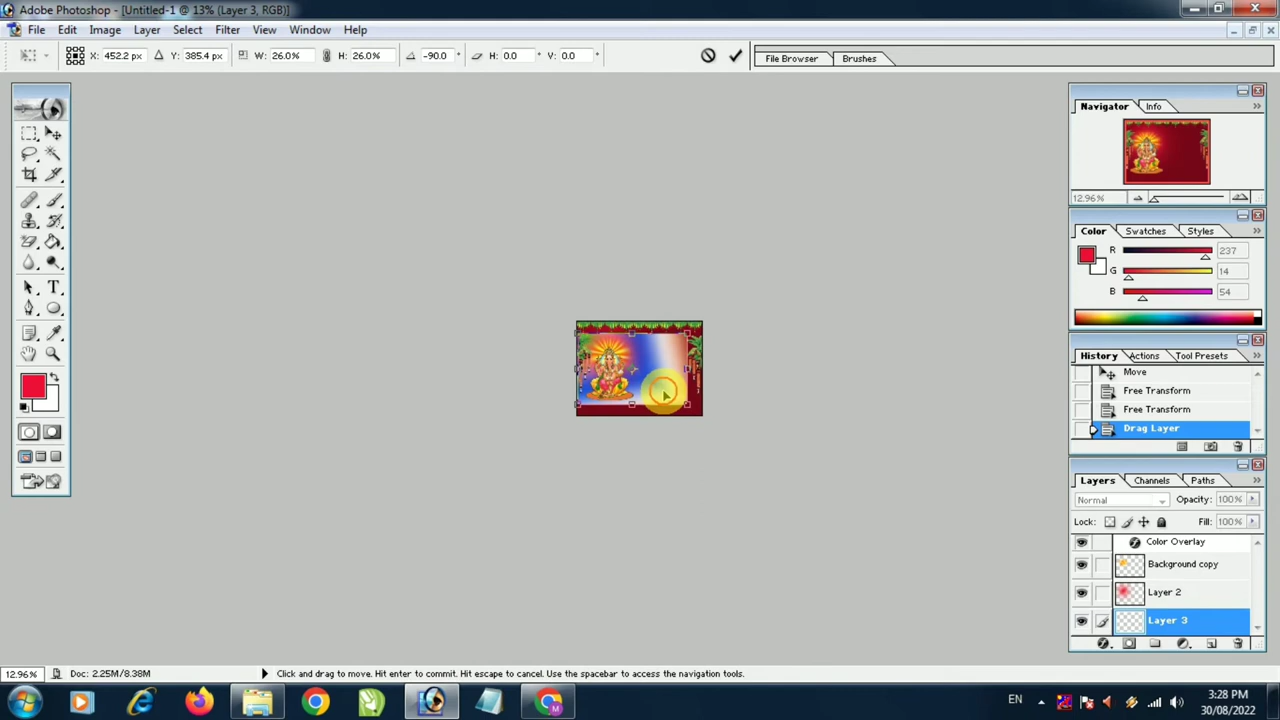 Adobe Photoshop - [Untitled-1 @ 13% (Layer 3, RGB)]
File Edit Image Layer Select Filter View Window Help
X: 452.2 px Y: 385.4 px W: 26.0% H: 26.0% -90.0 ° H: 0.0 ° V: 0.0 °
File Browser Brushes
Navigator Info
12.96%
Color Swatches Styles
R 237
G 14
B 54
History Actions Tool Presets
Move
Free Transform
Free Transform
Drag Layer
Layers Channels Paths
Normal Opacity: 100%
Lock: Fill: 100%
Color Overlay
Background copy
Layer 2
Layer 3
12.96% Doc: 2.25M/8.38M Click and drag to move. Hit enter to commit. Hit escape to cancel. Use the spacebar to access the navigation tools.
EN 3:28 PM
30/08/2022